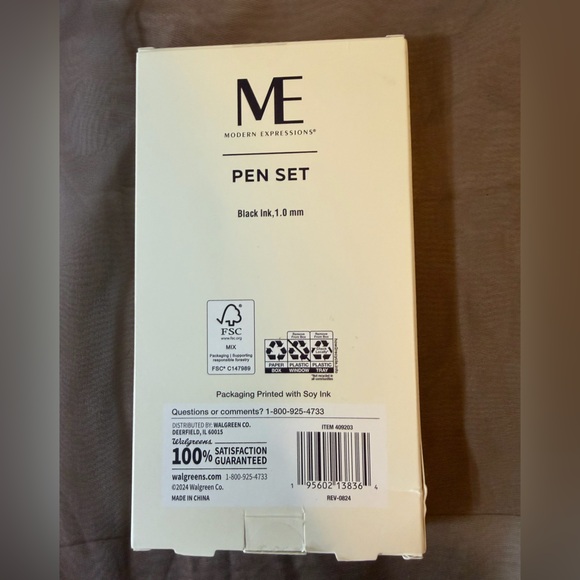 ME
MODERN EXPRESSIONS®
PEN SET
Black Ink,1.0 mm
FSC
www.fsc.org
MIX
Packaging | Supporting
responsible forestry
FSC® C147989
PAPER
BOX
PLASTIC
WINDOW
PLASTIC
TRAY
Packaging Printed with Soy Ink
Questions or comments? 1-800-925-4733
DISTRIBUTED BY: WALGREEN CO.
DEERFIELD, IL 60015
Walgreens
100% SATISFACTION
GUARANTEED
walgreens.com 1-800-925-4733
©2024 Walgreen Co.
MADE IN CHINA
ITEM 409203
1 95602 13836 4
REV-0824